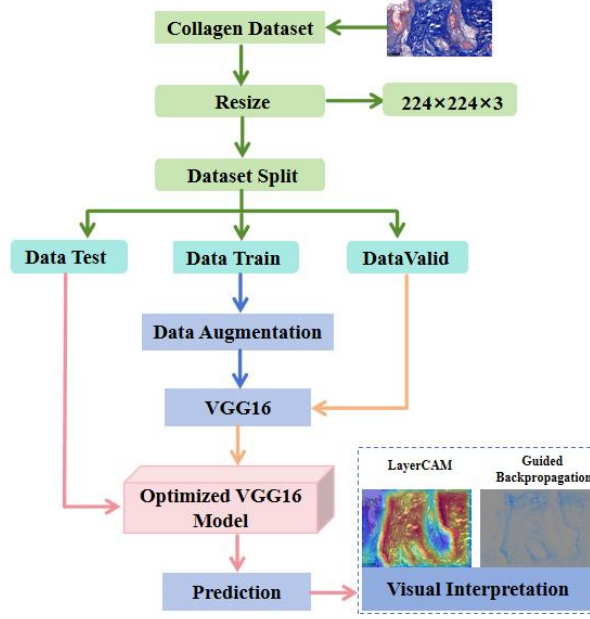 Collagen Dataset
Resize
224×224×3
Dataset Split
Data Test
Data Train
DataValid
Data Augmentation
VGG16
Optimized VGG16
Model
Prediction
LayerCAM
Guided
Backpropagation
Visual Interpretation